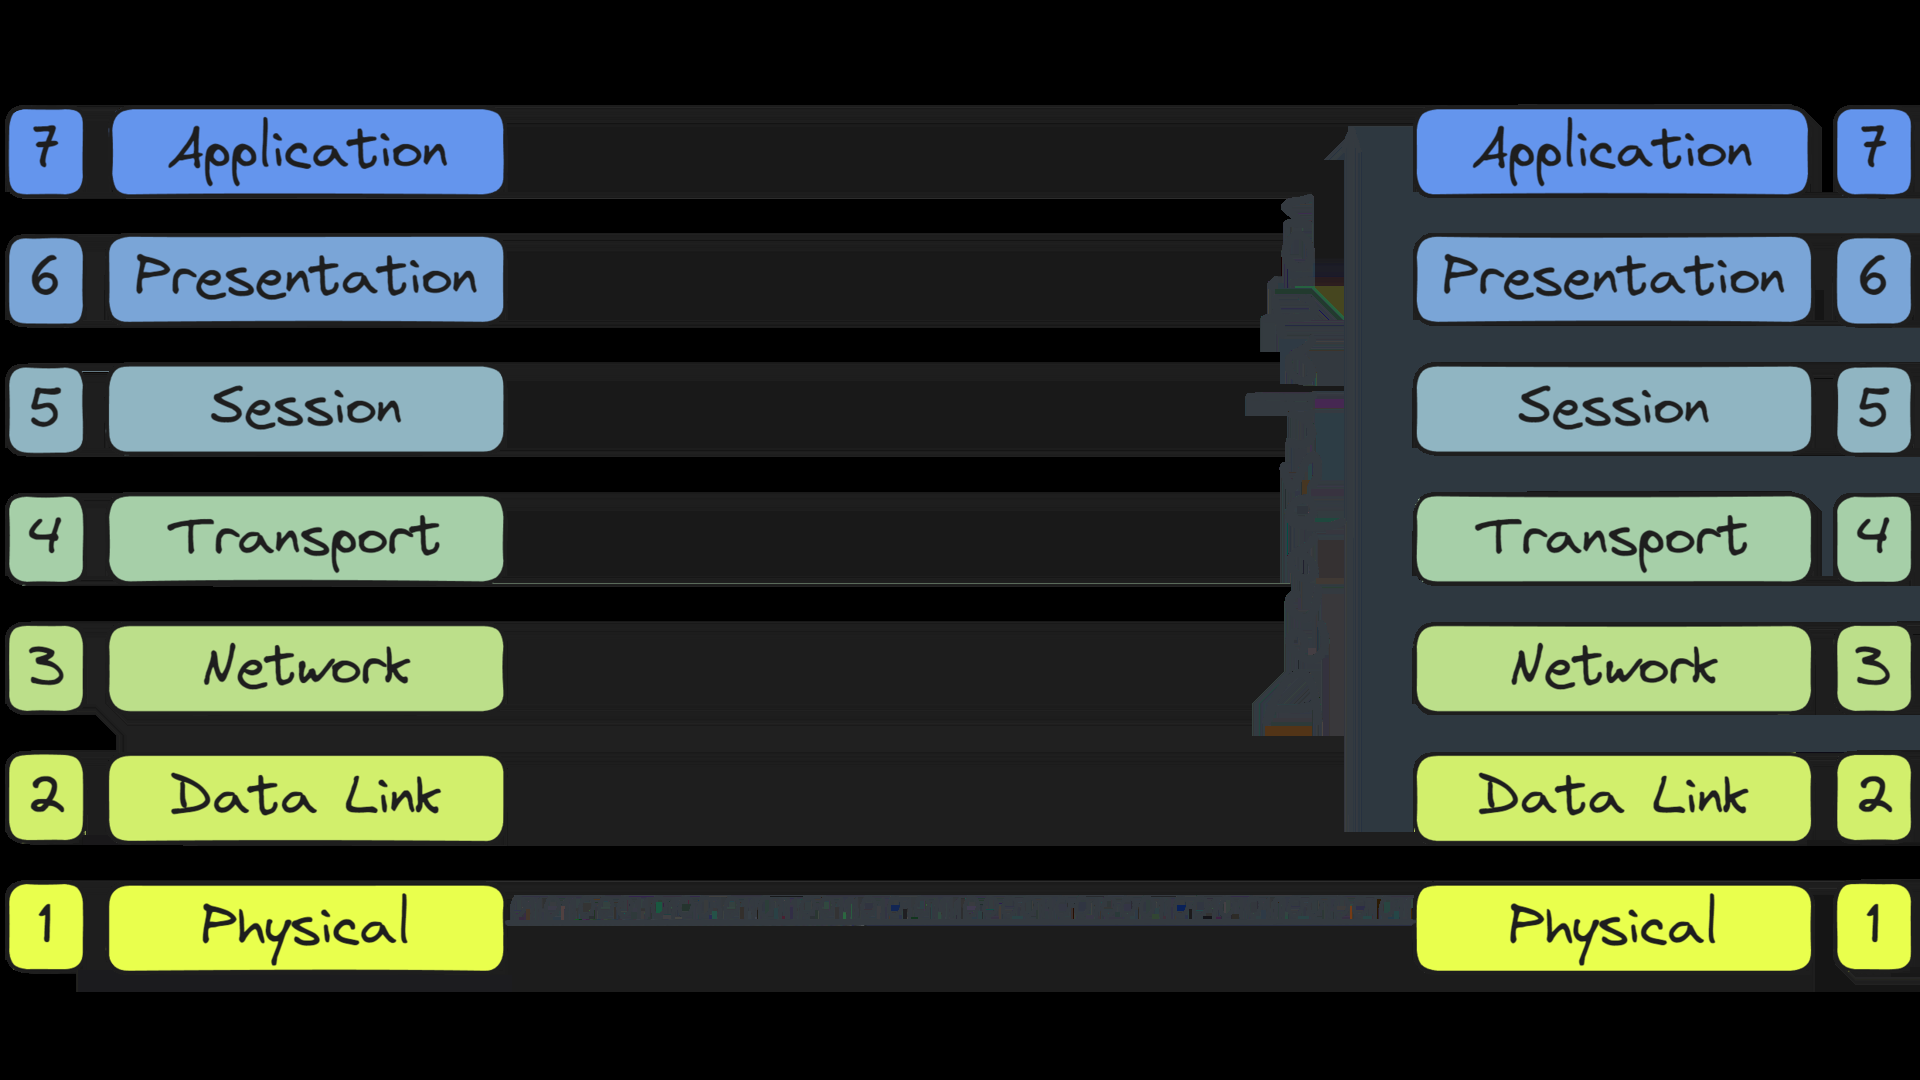 7 Application Application 7
6 Presentation Presentation 6
5 Session Session 5
4 Transport Transport 4
3 Network Network 3
2 Data Link Data Link 2
1 Physical Physical 1